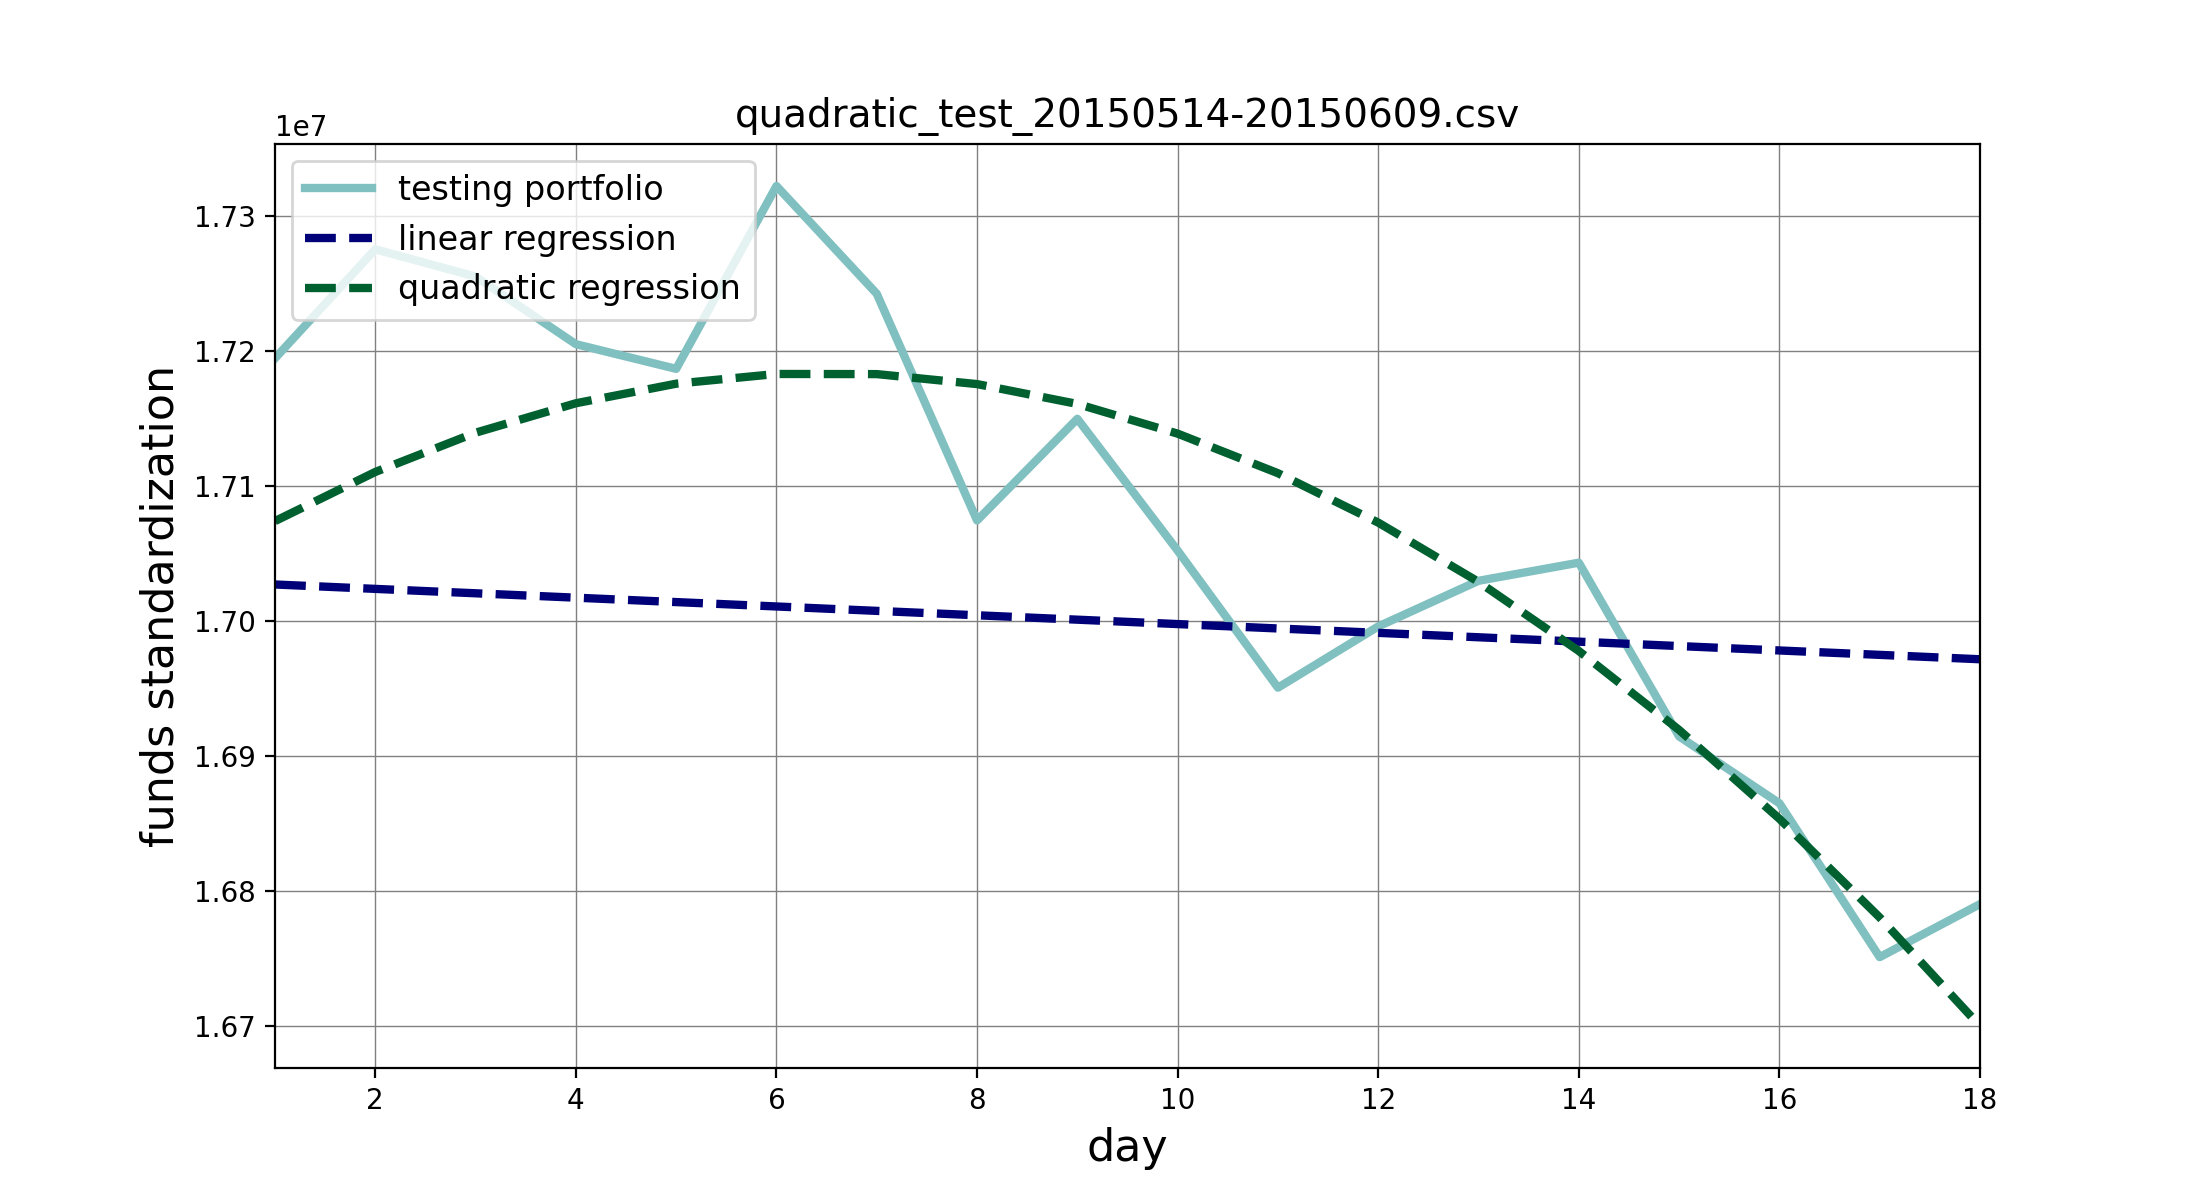 quadratic_test_20150514-20150609.csv
1e7
testing portfolio
linear regression
quadratic regression
funds standardization
1.73
1.72
1.71
1.70
1.69
1.68
1.67
2 4 6 8 10 12 14 16 18
day